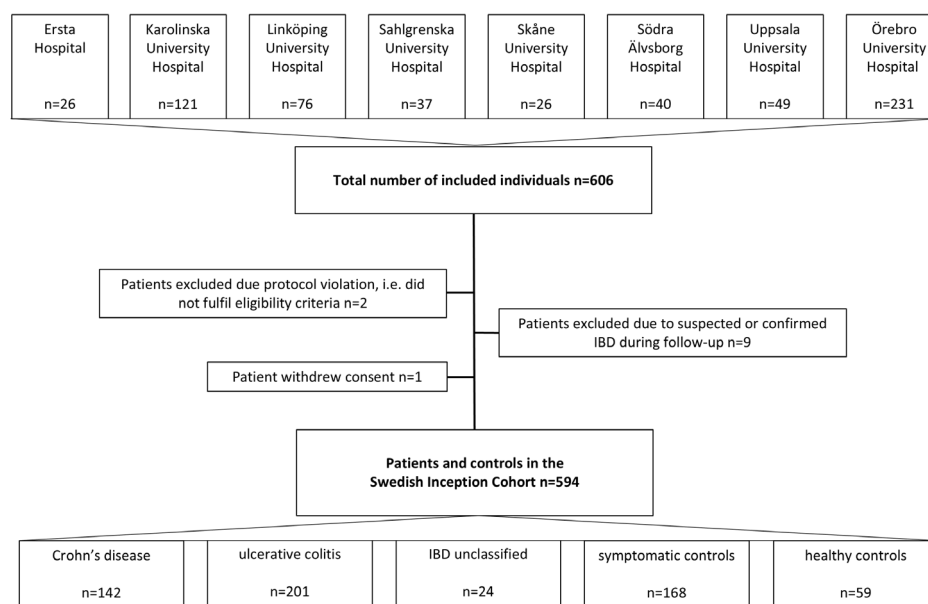 Ersta
Hospital
n=26
Karolinska
University
Hospital
n=121
Linköping
University
Hospital
n=76
Sahlgrenska
University
Hospital
n=37
Skåne
University
Hospital
n=26
Södra
Älvsborg
Hospital
n=40
Uppsala
University
Hospital
n=49
Örebro
University
Hospital
n=231
Total number of included individuals n=606
Patients excluded due protocol violation, i.e. did
not fulfil eligibility criteria n=2
Patients excluded due to suspected or confirmed
IBD during follow-up n=9
Patient withdrew consent n=1
Patients and controls in the
Swedish Inception Cohort n=594
Crohn’s disease
n=142
ulcerative colitis
n=201
IBD unclassified
n=24
symptomatic controls
n=168
healthy controls
n=59